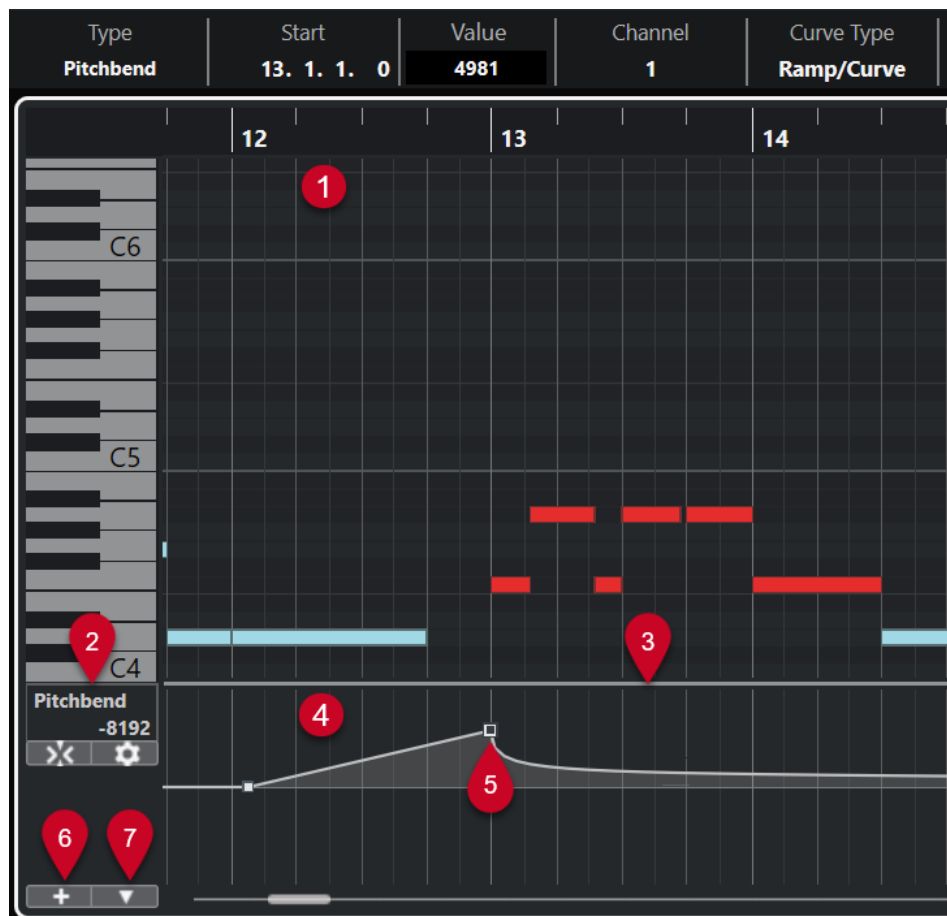 Type Start Value Channel Curve Type
Pitchbend 13. 1. 1. 0 4981 1 Ramp/Curve
12 13 14
1
C6
C5
2 3
C4
Pitchbend
-8192
4
5
6 7